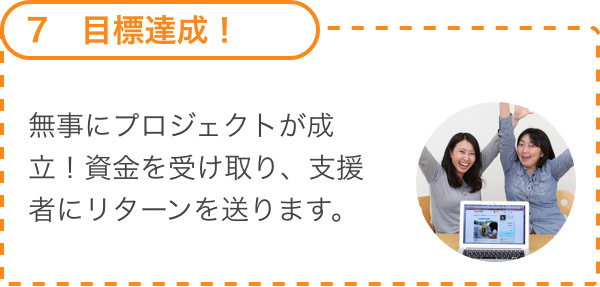 7 目標達成！
無事にプロジェクトが成
立！資金を受け取り、支援
者にリターンを送ります。